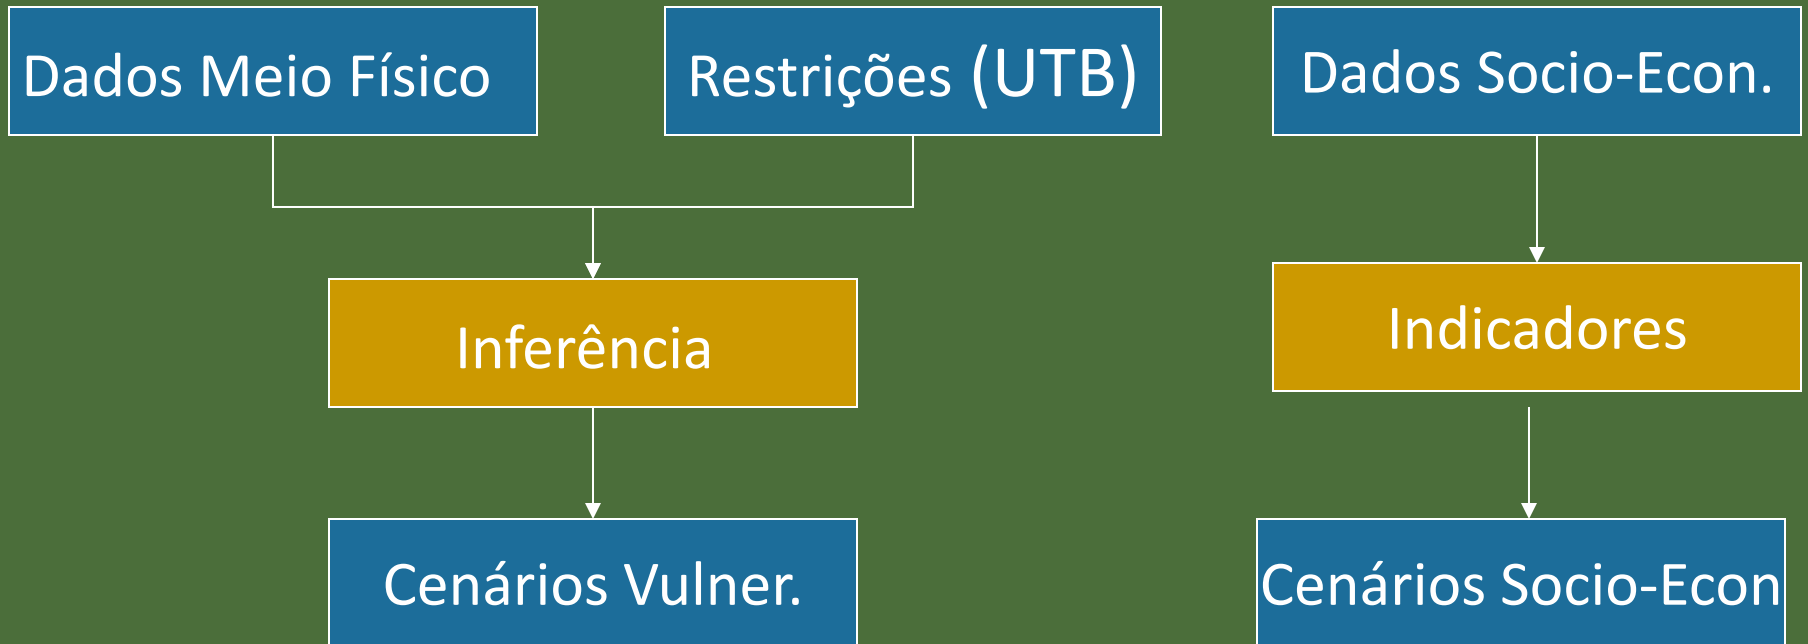 Dados Meio Físico
Restrições (UTB)
Dados Socio-Econ.
Inferência
Indicadores
Cenários Vulner.
Cenários Socio-Econ